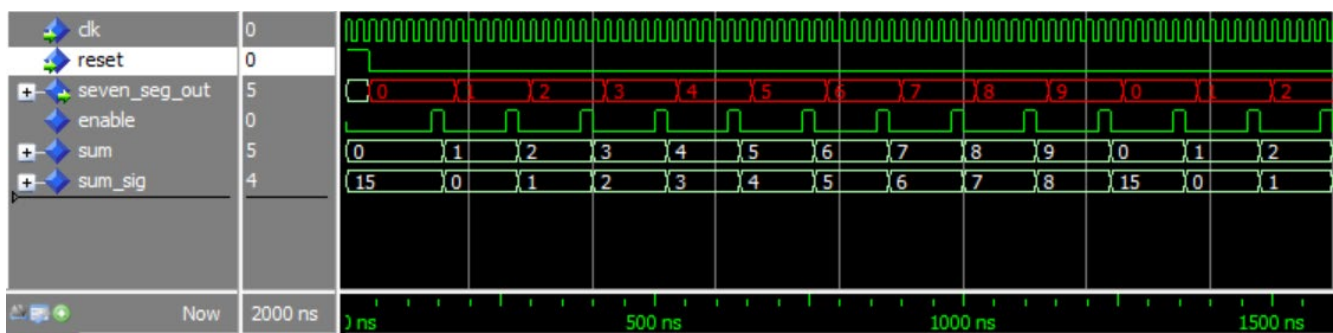 clk 0
reset 0
seven_seg_out 5 0 1 2 3 4 5 6 7 8 9 0 1 2
enable 0
sum 5 0 1 2 3 4 5 6 7 8 9 0 1 2
sum_sig 4 15 0 1 2 3 4 5 6 7 8 15 0 1
Now 2000 ns ns 500 ns 1000 ns 1500 ns